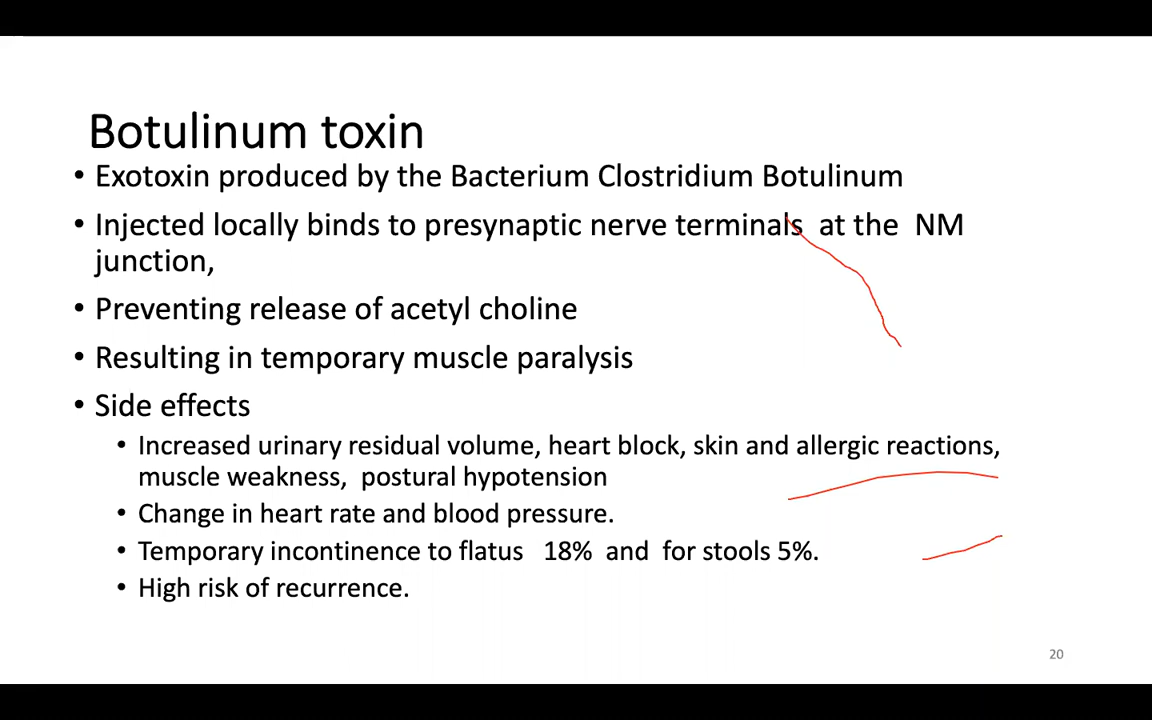 Botulinum toxin
• Exotoxin produced by the Bacterium Clostridium Botulinum
• Injected locally binds to presynaptic nerve terminals at the NM
junction,
• Preventing release of acetyl choline
• Resulting in temporary muscle paralysis
• Side effects
• Increased urinary residual volume, heart block, skin and allergic reactions,
muscle weakness, postural hypotension
• Change in heart rate and blood pressure.
• Temporary incontinence to flatus 18% and for stools 5%.
• High risk of recurrence.
20